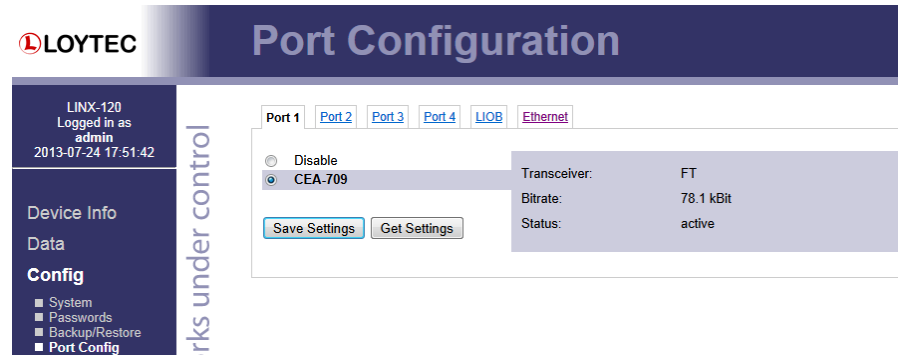 LOYTEC
Port Configuration
LINX-120
Logged in as
admin
2013-07-24 17:51:42
Device Info
Data
Config
System
Passwords
Backup/Restore
Port Config
rks under control
Port 1 Port 2 Port 3 Port 4 LIOB Ethernet
Disable
CEA-709
Save Settings Get Settings
Transceiver: FT
Bitrate: 78.1 kBit
Status: active